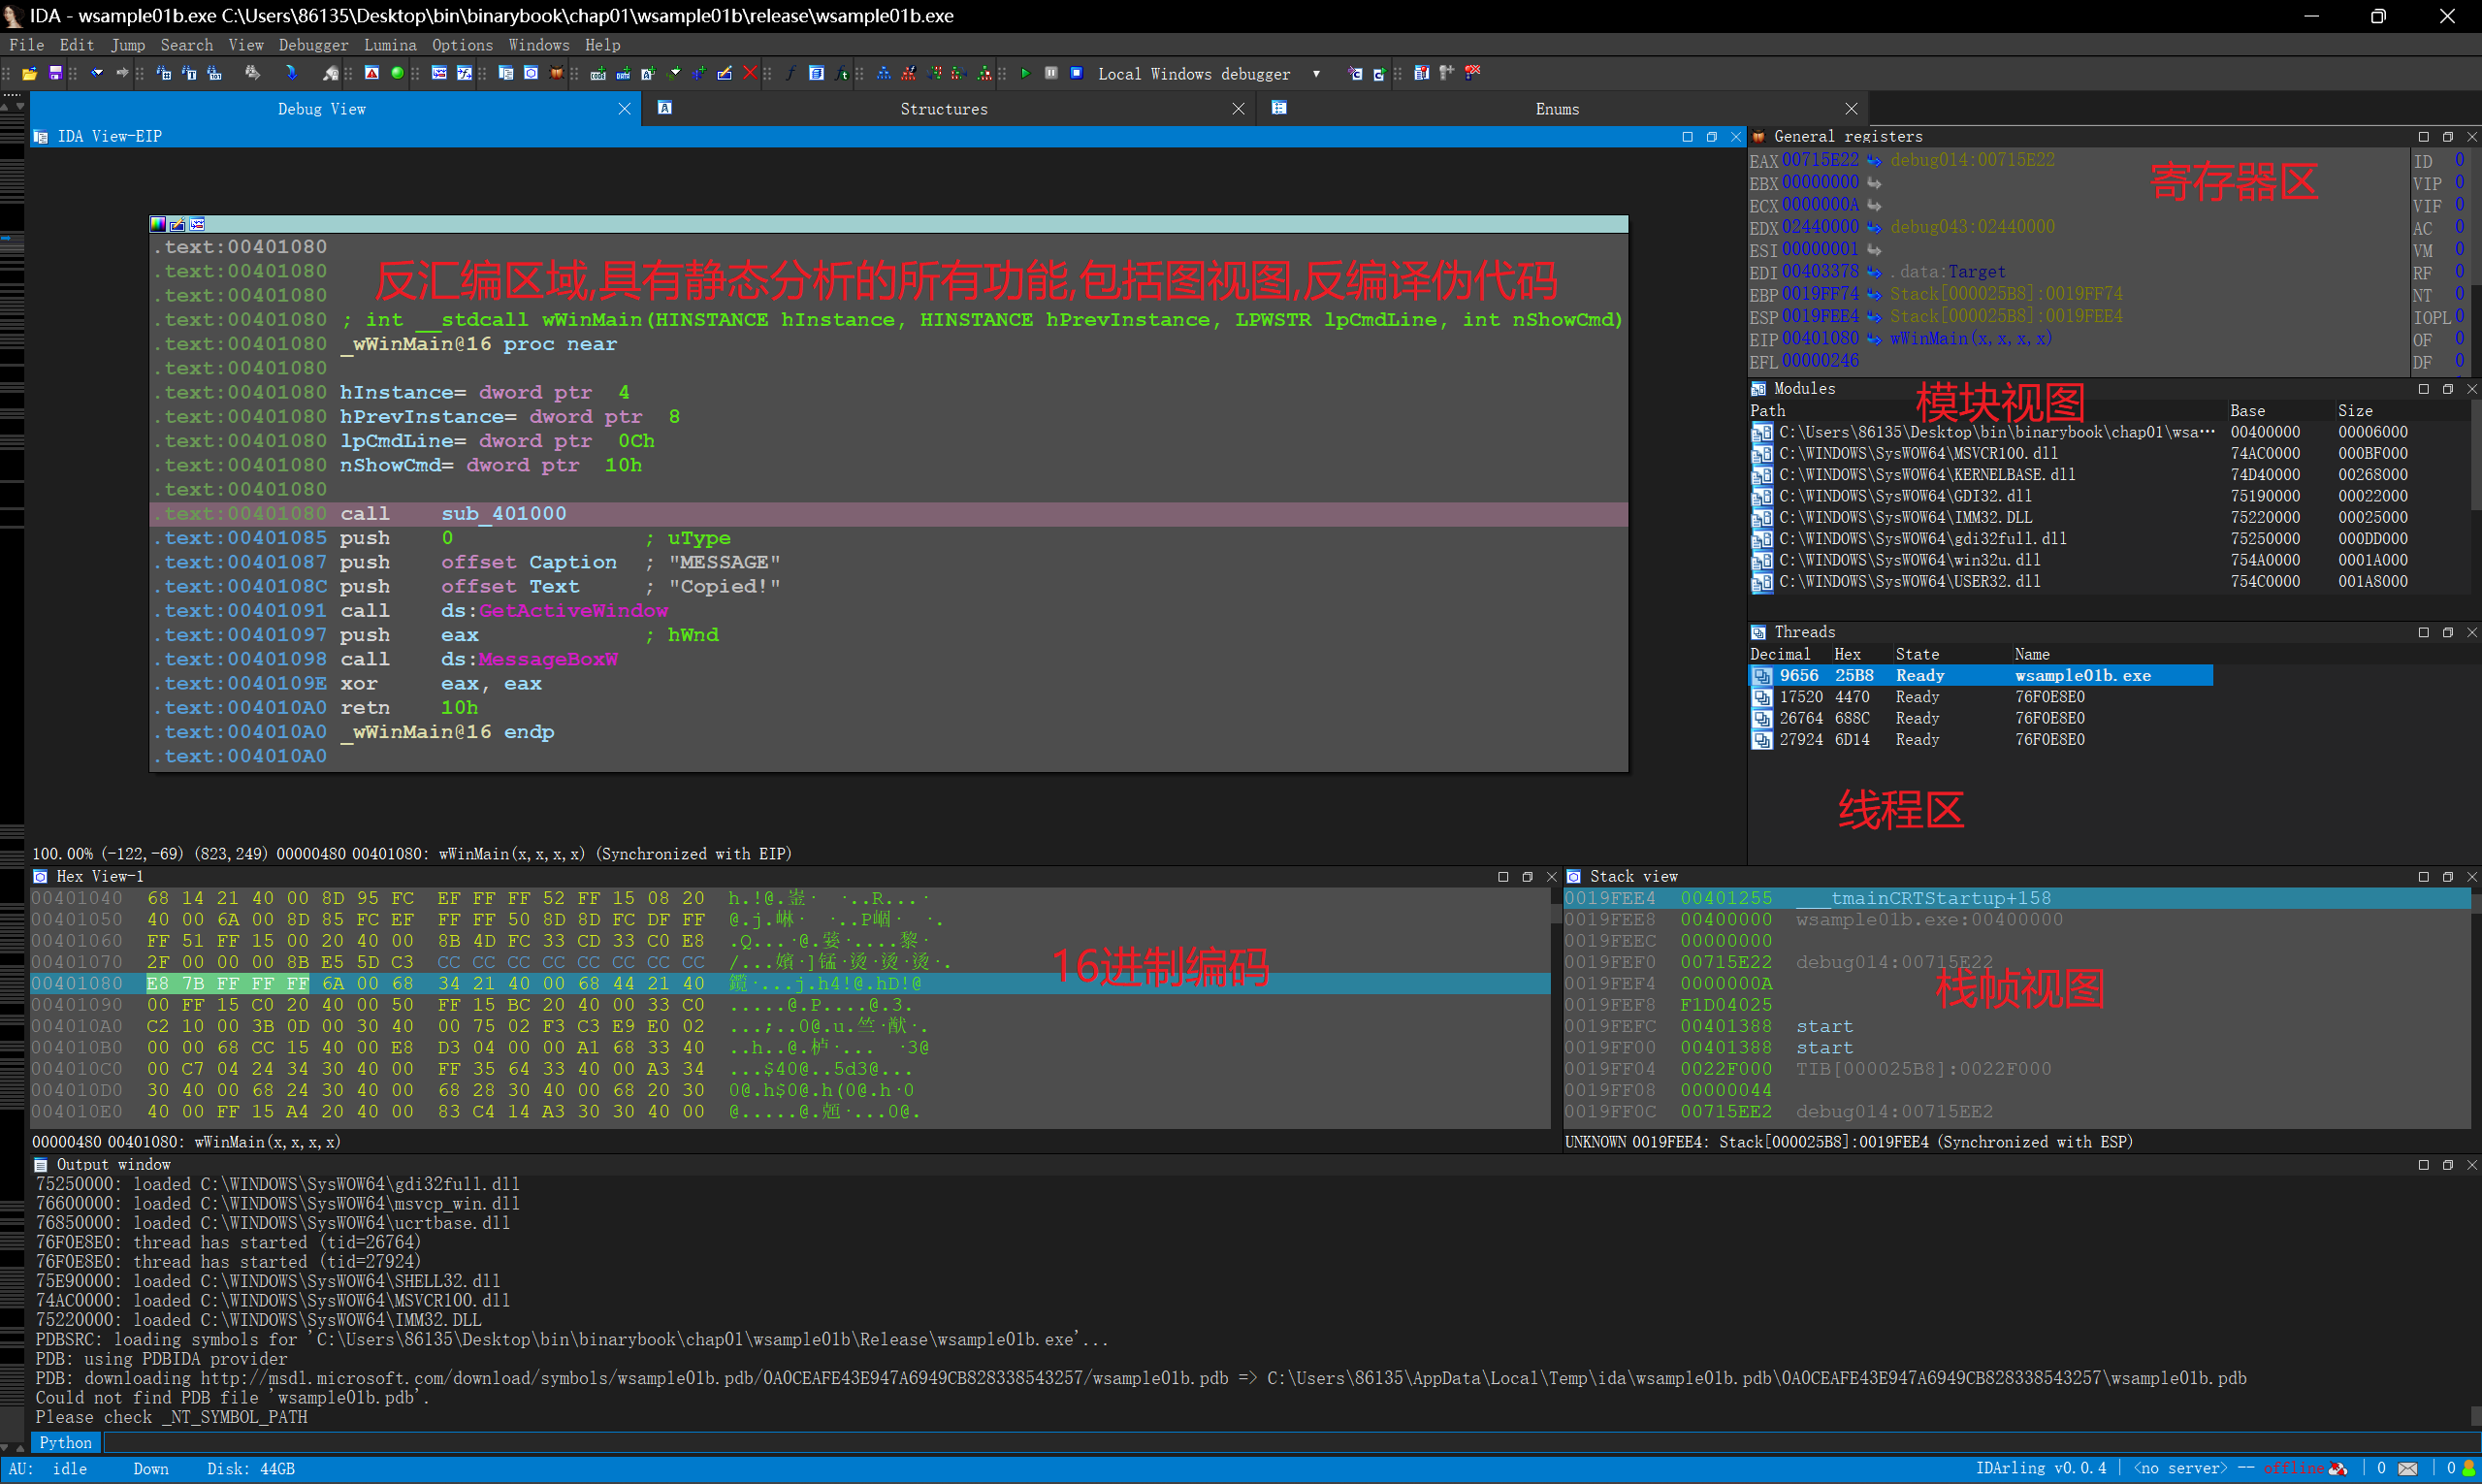 IDA - wsample01b.exe C:\Users\86135\Desktop\bin\binarybook\chap01\wsample01b\release\wsample01b.exe
File Edit Jump Search View Debugger Lumina Options Windows Help
Local Windows debugger
Debug View
Structures
Enums
IDA View-EIP
.text:00401080
.text:00401080
.text:00401080
反汇编区域,具有静态分析的所有功能,包括图视图,反编译伪代码
.text:00401080 ; int __stdcall wWinMain(HINSTANCE hInstance, HINSTANCE hPrevInstance, LPWSTR lpCmdLine, int nShowCmd)
.text:00401080 _wWinMain@16 proc near
.text:00401080
.text:00401080 hInstance= dword ptr  4
.text:00401080 hPrevInstance= dword ptr  8
.text:00401080 lpCmdLine= dword ptr  0Ch
.text:00401080 nShowCmd= dword ptr  10h
.text:00401080
.text:00401080 call    sub_401000
.text:00401085 push    0               ; uType
.text:00401087 push    offset Caption  ; "MESSAGE"
.text:0040108C push    offset Text     ; "Copied!"
.text:00401091 call    ds:GetActiveWindow
.text:00401097 push    eax             ; hWnd
.text:00401098 call    ds:MessageBoxW
.text:0040109E xor     eax, eax
.text:004010A0 retn    10h
.text:004010A0 _wWinMain@16 endp
.text:004010A0
100.00% (-122,-69) (823,249) 00000480 00401080: wWinMain(x,x,x,x) (Synchronized with EIP)
General registers
寄存器区
EAX 00715E22 debug014:00715E22
EBX 00000000
ECX 0000000A
EDX 02440000 debug043:02440000
ESI 00000001
EDI 00403378 .data:Target
EBP 0019FF74 Stack[000025B8]:0019FF74
ESP 0019FEE4 Stack[000025B8]:0019FEE4
EIP 00401080 wWinMain(x,x,x,x)
EFL 00000246
ID 0
VIP 0
VIF 0
AC 0
VM 0
RF 0
NT 0
IOPL 0
OF 0
DF 0
Modules
模块视图
Path Base Size
C:\Users\86135\Desktop\bin\binarybook\chap01\wsa… 00400000 00006000
C:\WINDOWS\SysWOW64\MSVCR100.dll 74AC0000 000BF000
C:\WINDOWS\SysWOW64\KERNELBASE.dll 74D40000 00268000
C:\WINDOWS\SysWOW64\GDI32.dll 75190000 00022000
C:\WINDOWS\SysWOW64\IMM32.DLL 75220000 00025000
C:\WINDOWS\SysWOW64\gdi32full.dll 75250000 000DD000
C:\WINDOWS\SysWOW64\win32u.dll 754A0000 0001A000
C:\WINDOWS\SysWOW64\USER32.dll 754C0000 001A8000
Threads
Decimal Hex State Name
9656 25B8 Ready wsample01b.exe
17520 4470 Ready 76F0E8E0
26764 688C Ready 76F0E8E0
27924 6D14 Ready 76F0E8E0
线程区
Hex View-1
00401040 68 14 21 40 00 8D 95 FC EF FF FF 52 FF 15 08 20
00401050 40 00 6A 00 8D 85 FC EF FF FF 50 8D 8D FC DF FF
00401060 FF 51 FF 15 00 20 40 00 8B 4D FC 33 CD 33 C0 E8
00401070 2F 00 00 00 8B E5 5D C3 CC CC CC CC CC CC CC CC
00401080 E8 7B FF FF FF 6A 00 68 34 21 40 00 68 44 21 40
00401090 00 FF 15 C0 20 40 00 50 FF 15 BC 20 40 00 33 C0
004010A0 C2 10 00 3B 0D 00 30 40 00 75 02 F3 C3 E9 E0 02
004010B0 00 00 68 CC 15 40 00 E8 D3 04 00 00 A1 68 33 40
004010C0 00 C7 04 24 34 30 40 00 FF 35 64 33 40 00 A3 34
004010D0 30 40 00 68 24 30 40 00 68 28 30 40 00 68 20 30
004010E0 40 00 FF 15 A4 20 40 00 83 C4 14 A3 30 30 40 00
16进制编码
00000480 00401080: wWinMain(x,x,x,x)
Stack view
0019FEE4 00401255 ___tmainCRTStartup+158
0019FEE8 00400000 wsample01b.exe:00400000
0019FEEC 00000000
0019FEF0 00715E22 debug014:00715E22
栈帧视图
0019FEF4 0000000A
0019FEF8 F1D04025
0019FEFC 00401388 start
0019FF00 00401388 start
0019FF04 0022F000 TIB[000025B8]:0022F000
0019FF08 00000044
0019FF0C 00715EE2 debug014:00715EE2
UNKNOWN 0019FEE4: Stack[000025B8]:0019FEE4 (Synchronized with ESP)
Output window
75250000: loaded C:\WINDOWS\SysWOW64\gdi32full.dll
76600000: loaded C:\WINDOWS\SysWOW64\msvcp_win.dll
76850000: loaded C:\WINDOWS\SysWOW64\ucrtbase.dll
76F0E8E0: thread has started (tid=26764)
76F0E8E0: thread has started (tid=27924)
75E90000: loaded C:\WINDOWS\SysWOW64\SHELL32.dll
74AC0000: loaded C:\WINDOWS\SysWOW64\MSVCR100.dll
75220000: loaded C:\WINDOWS\SysWOW64\IMM32.DLL
PDBSRC: loading symbols for 'C:\Users\86135\Desktop\bin\binarybook\chap01\wsample01b\Release\wsample01b.exe'...
PDB: using PDBIDA provider
PDB: downloading http://msdl.microsoft.com/download/symbols/wsample01b.pdb/0A0CEAFE43E947A6949CB828338543257/wsample01b.pdb => C:\Users\86135\AppData\Local\Temp\ida\wsample01b.pdb\0A0CEAFE43E947A6949CB828338543257\wsample01b.pdb
Could not find PDB file 'wsample01b.pdb'.
Please check _NT_SYMBOL_PATH
Python
AU: idle Down Disk: 44GB
IDArling v0.0.4 | <no server> -- offline | 0 | 0